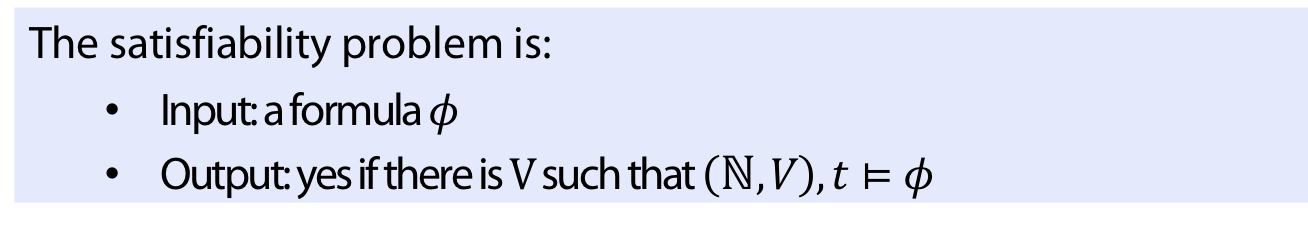 The satisfiability problem is:
• Input: a formula ϕ
• Output: yes if there is V such that (ℕ, V), t ⊨ ϕ